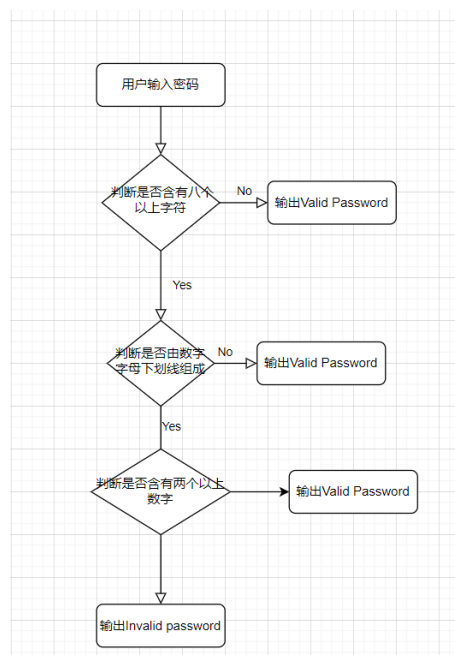 用户输入密码
判断是否含有八个
以上字符
No
输出Valid Password
Yes
判断是否由数字
字母下划线组成
No
输出Valid Password
Yes
判断是否含有两个以上
数字
输出Valid Password
输出Invalid password